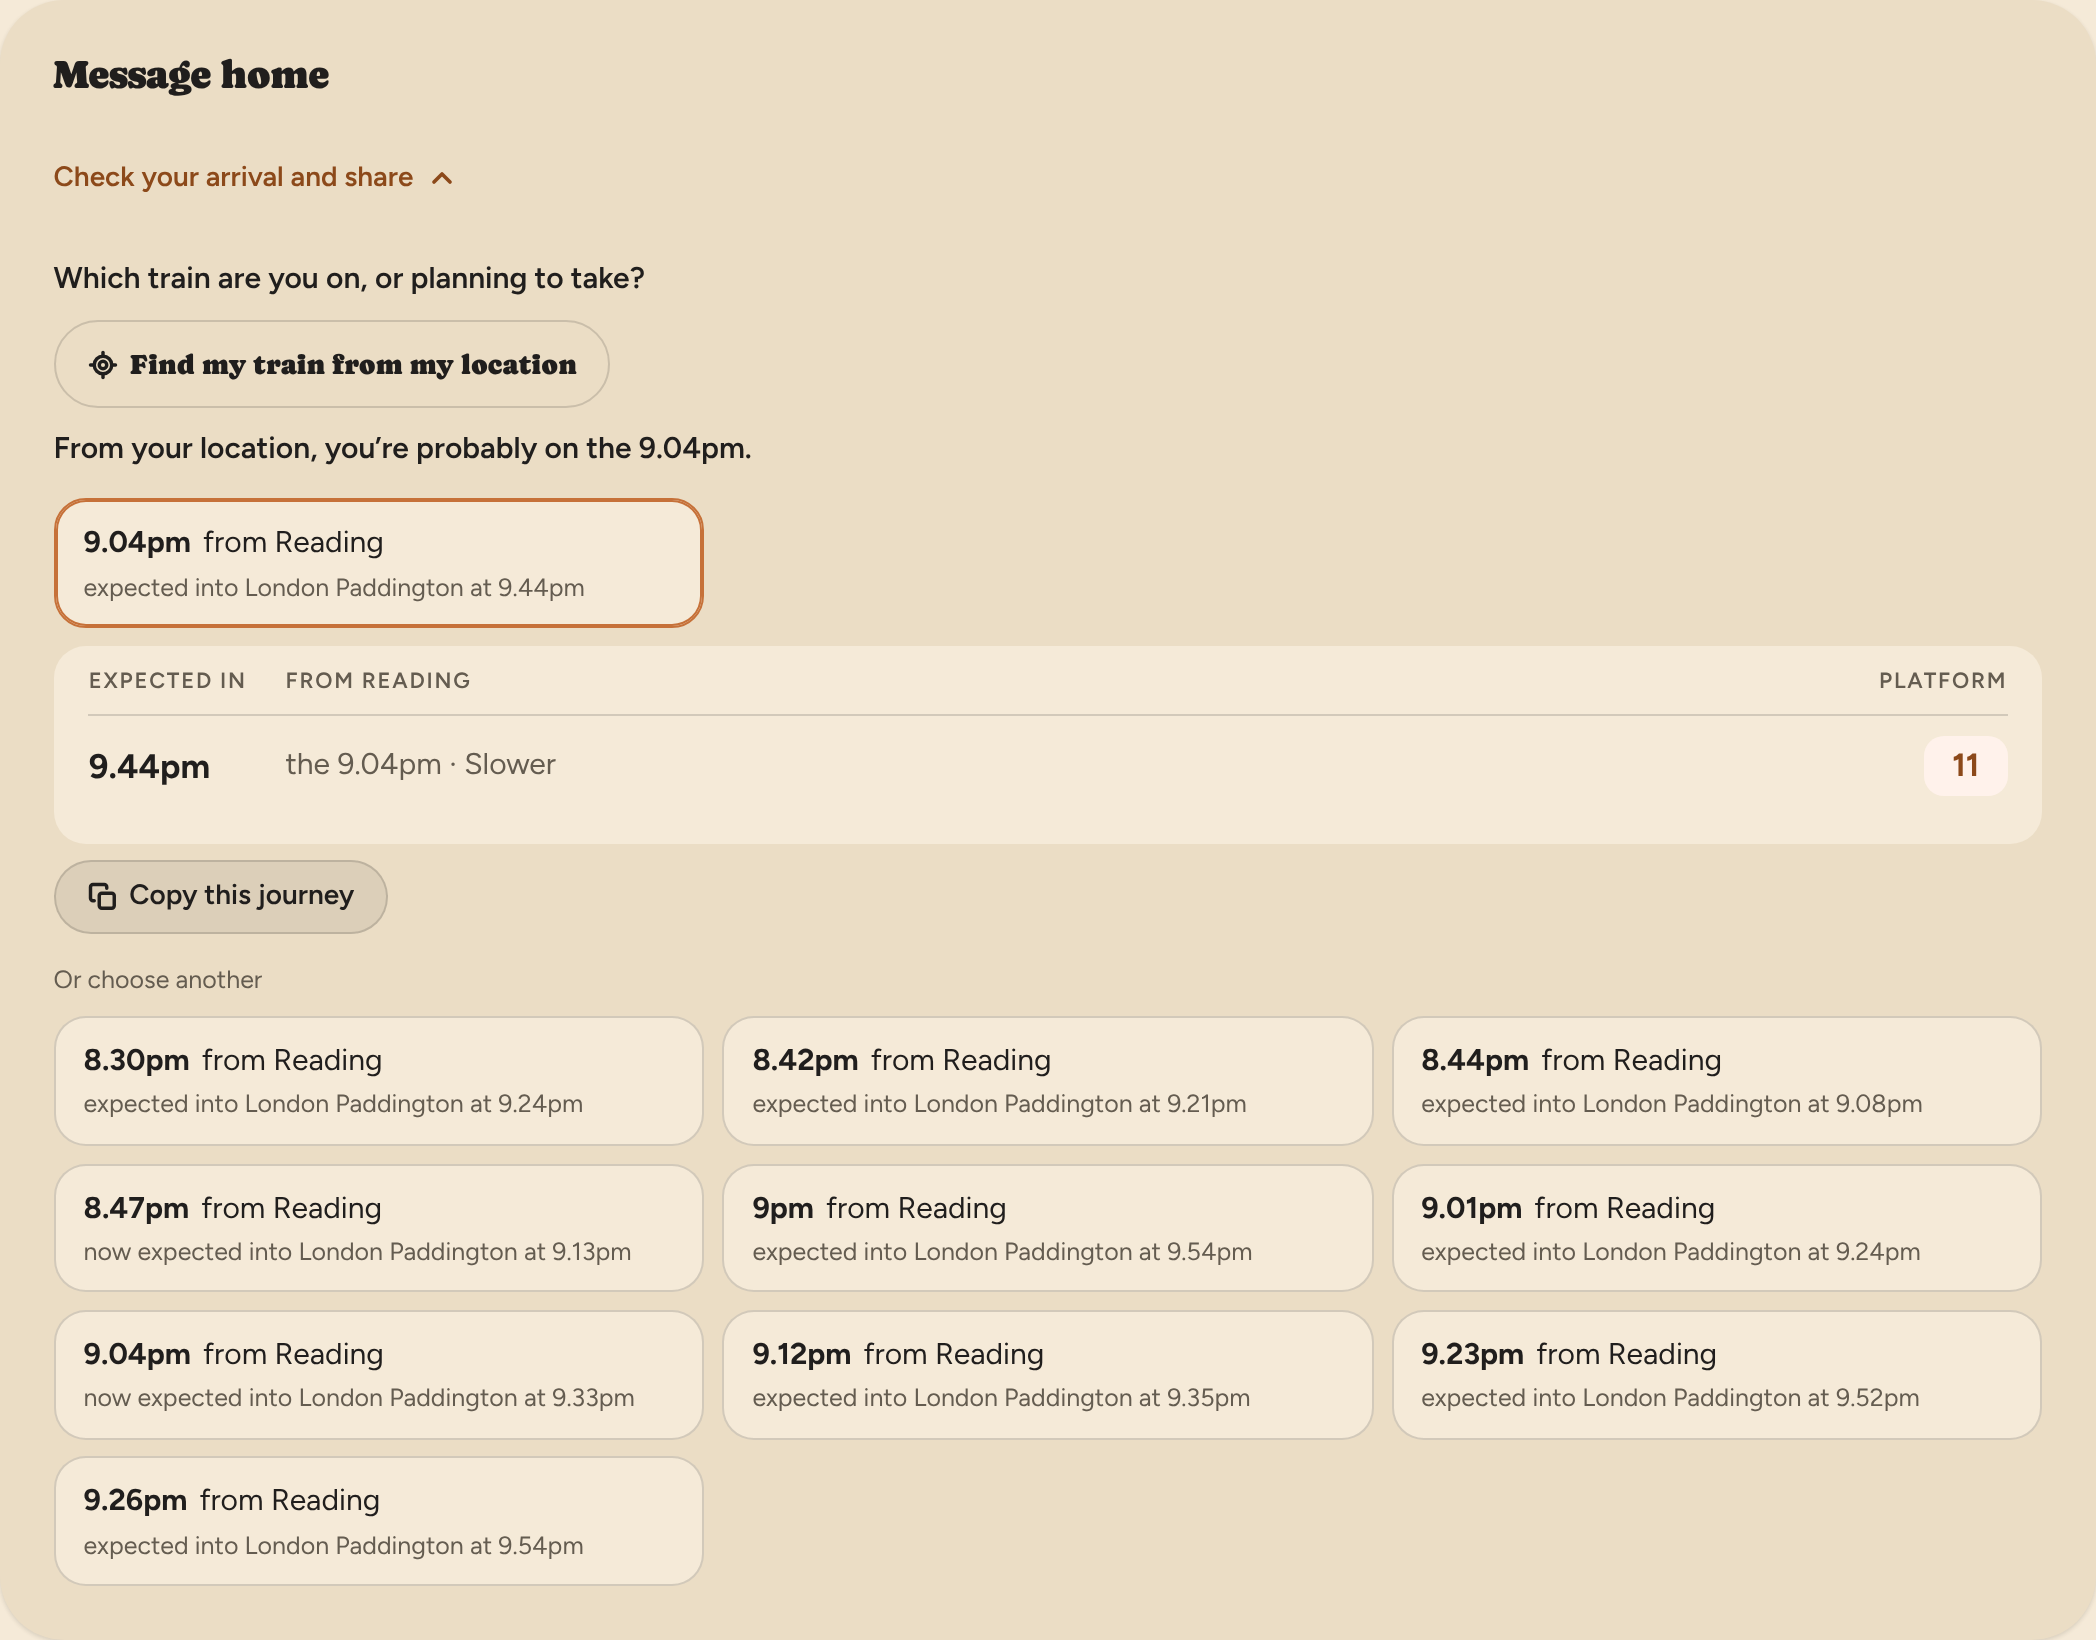 Message home
Check your arrival and share
Which train are you on, or planning to take?
Find my train from my location
From your location, you’re probably on the 9.04pm.
9.04pm from Reading
expected into London Paddington at 9.44pm
EXPECTED IN FROM READING PLATFORM
9.44pm the 9.04pm · Slower 11
Copy this journey
Or choose another
8.30pm from Reading
expected into London Paddington at 9.24pm
8.42pm from Reading
expected into London Paddington at 9.21pm
8.44pm from Reading
expected into London Paddington at 9.08pm
8.47pm from Reading
now expected into London Paddington at 9.13pm
9pm from Reading
expected into London Paddington at 9.54pm
9.01pm from Reading
expected into London Paddington at 9.24pm
9.04pm from Reading
now expected into London Paddington at 9.33pm
9.12pm from Reading
expected into London Paddington at 9.35pm
9.23pm from Reading
expected into London Paddington at 9.52pm
9.26pm from Reading
expected into London Paddington at 9.54pm